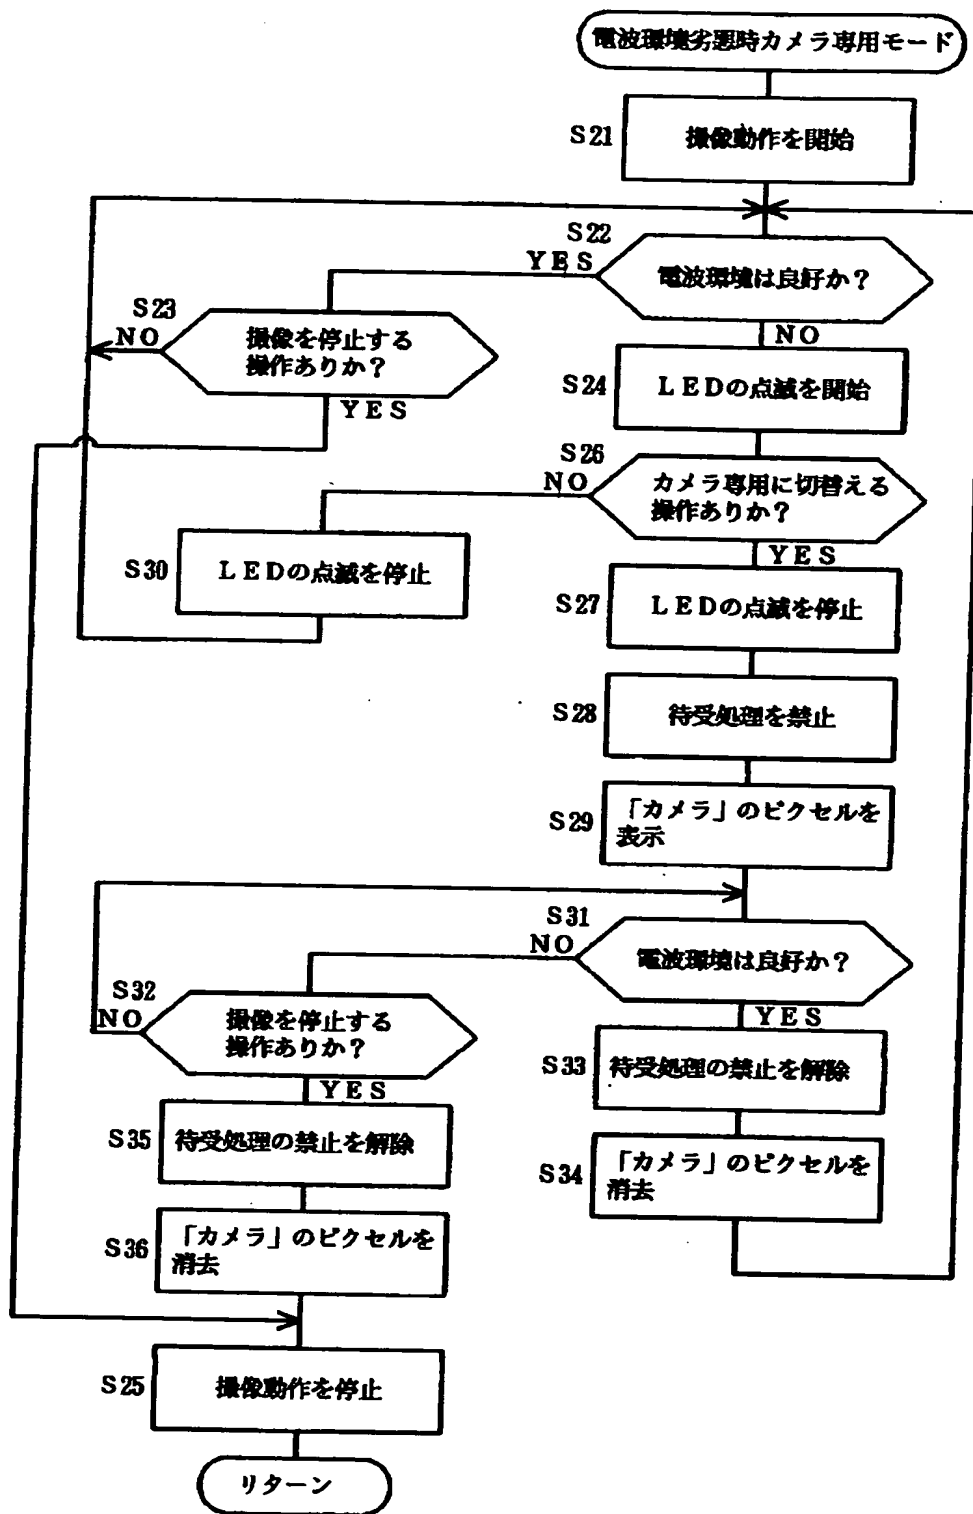 電波環境劣悪時カメラ専用モード
S21
撮像動作を開始
S22
YES
電波環境は良好か？
NO
S23
NO
撮像を停止する
操作ありか？
YES
S24
LEDの点滅を開始
S26
NO
カメラ専用に切替える
操作ありか？
YES
S30
LEDの点滅を停止
S27
LEDの点滅を停止
S28
待受処理を禁止
S29
「カメラ」のピクセルを
表示
S31
NO
電波環境は良好か？
YES
S32
NO
撮像を停止する
操作ありか？
YES
S33
待受処理の禁止を解除
S35
待受処理の禁止を解除
S34
「カメラ」のピクセルを
消去
S36
「カメラ」のピクセルを
消去
S25
撮像動作を停止
リターン